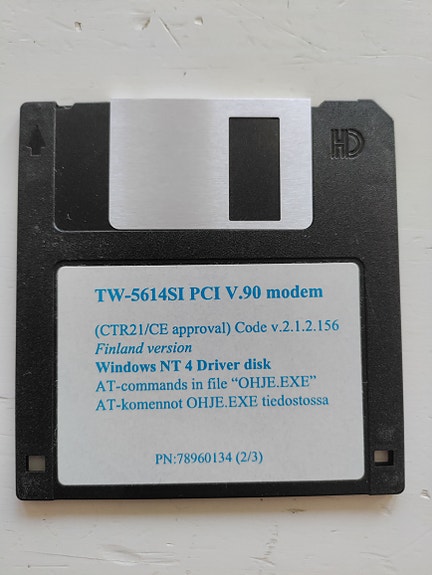 HD
TW-5614SI PCI V.90 modem
(CTR21/CE approval) Code v.2.1.2.156
Finland version
Windows NT 4 Driver disk
AT-commands in file “OHJE.EXE”
AT-komennot OHJE.EXE tiedostossa
PN:78960134 (2/3)